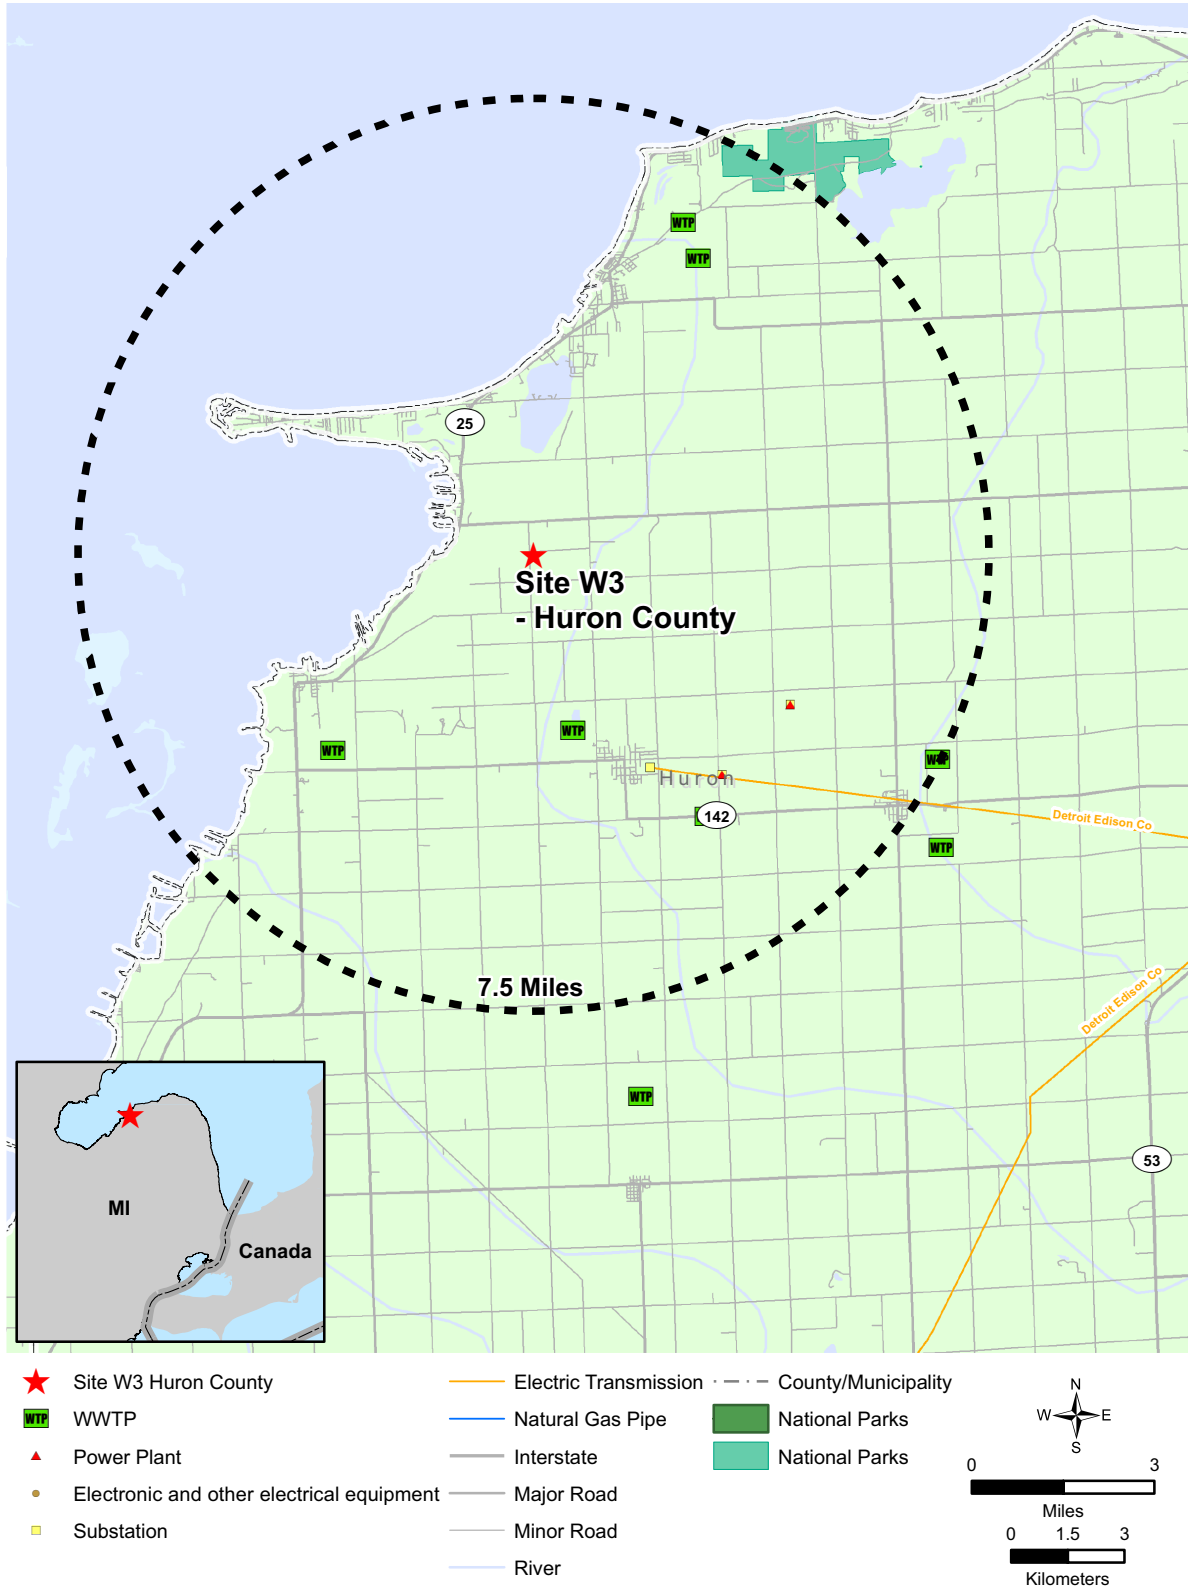 WTP
WTP
25
Site W3
- Huron County
WTP
WTP
WTP
Huron
142
Detroit Edison Co
WTP
7.5 Miles
Detroit Edison Co
WTP
53
MI
Canada
Site W3 Huron County
WTP WWTP
Power Plant
Electronic and other electrical equipment
Substation
Electric Transmission
Natural Gas Pipe
Interstate
Major Road
Minor Road
River
County/Municipality
National Parks
National Parks
N
W E
S
0 3
Miles
0 1.5 3
Kilometers